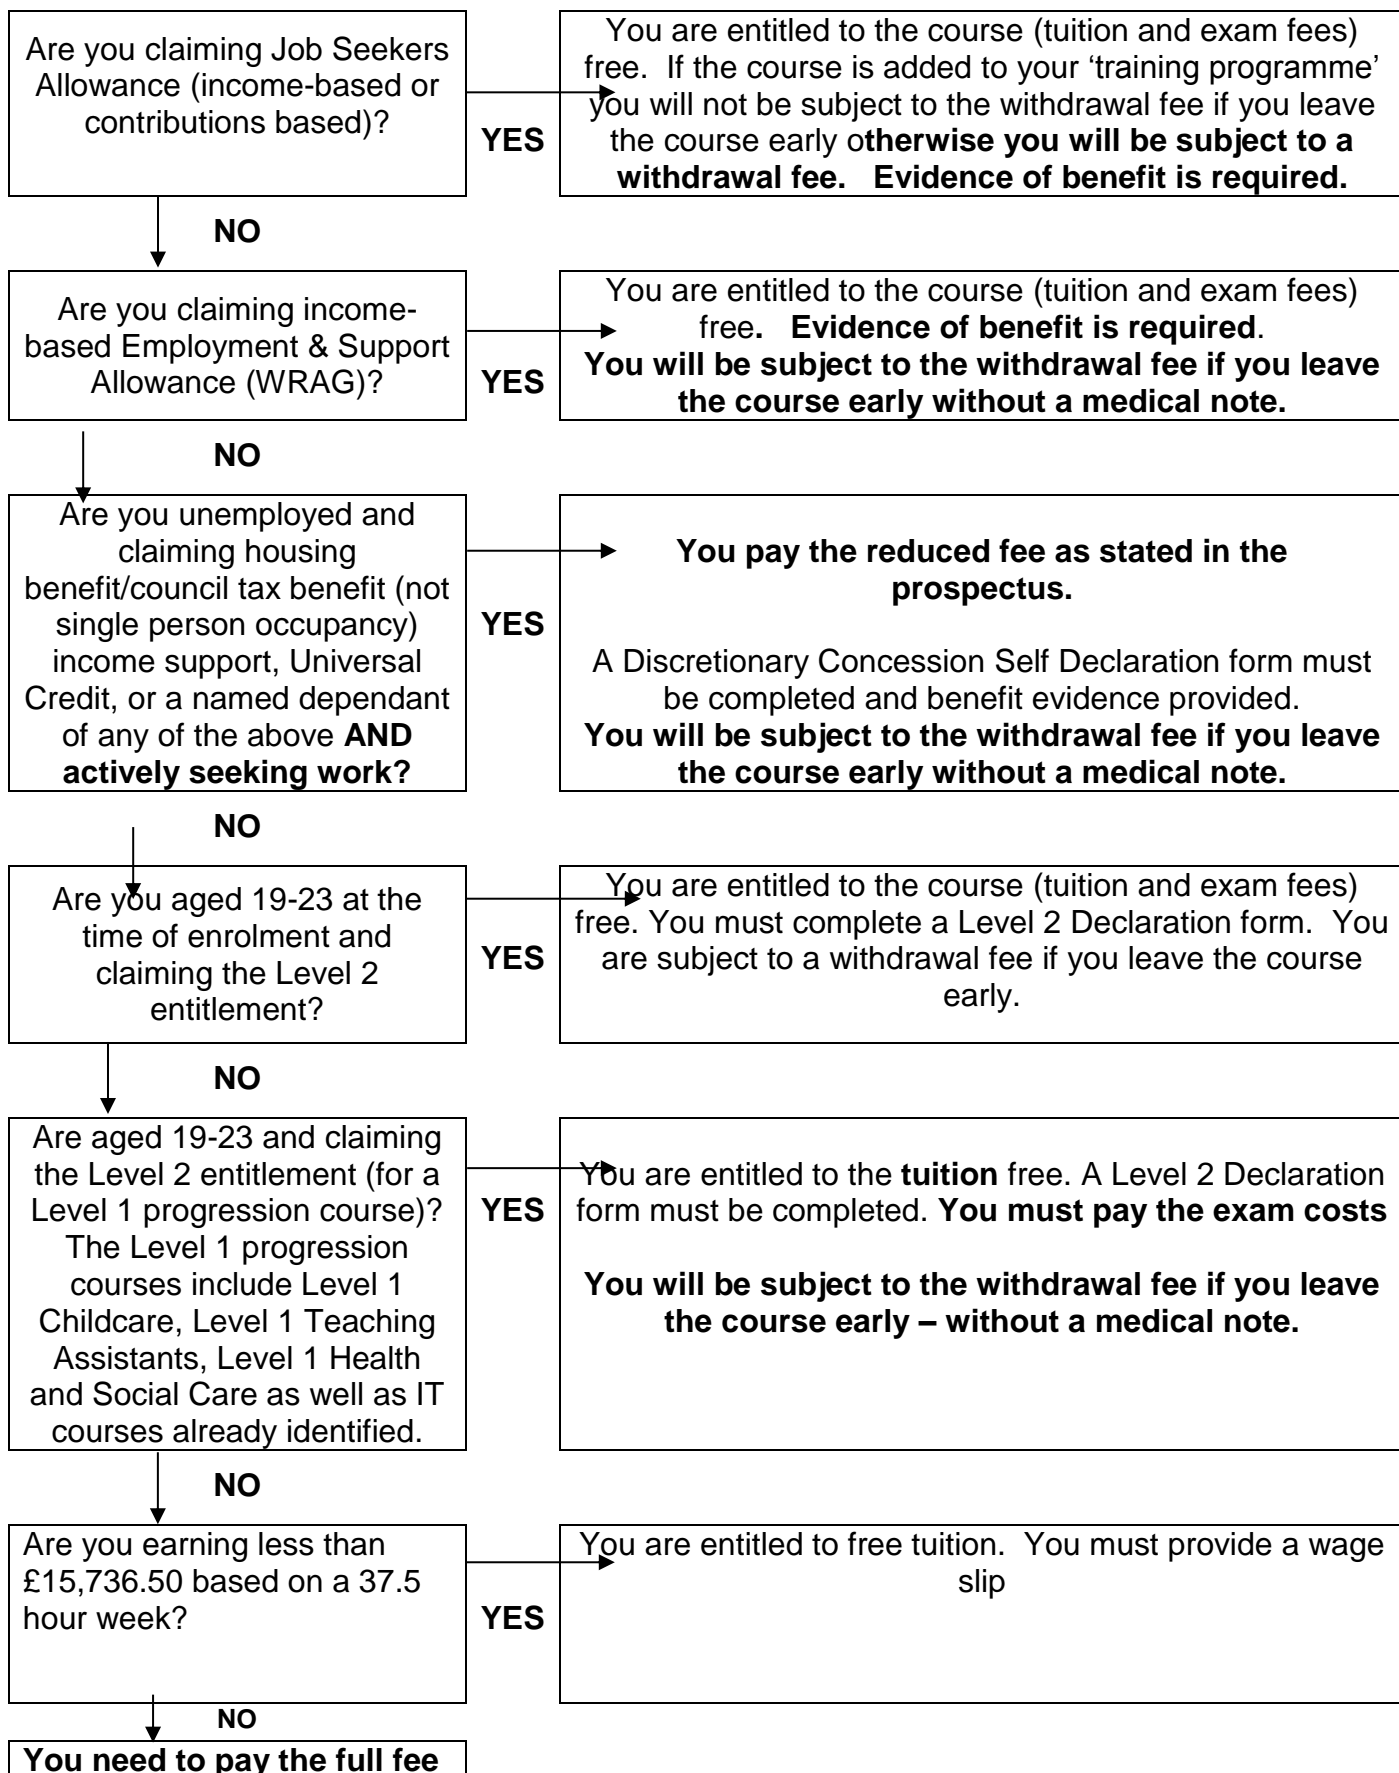 Are you claiming Job Seekers
Allowance (income-based or
contributions based)?
YES
You are entitled to the course (tuition and exam fees)
free.  If the course is added to your ‘training programme’
you will not be subject to the withdrawal fee if you leave
the course early otherwise you will be subject to a
withdrawal fee.   Evidence of benefit is required.
NO
Are you claiming income-
based Employment & Support
Allowance (WRAG)?
YES
You are entitled to the course (tuition and exam fees)
free.   Evidence of benefit is required.
You will be subject to the withdrawal fee if you leave
the course early without a medical note.
NO
Are you unemployed and
claiming housing
benefit/council tax benefit (not
single person occupancy)
income support, Universal
Credit, or a named dependant
of any of the above AND
actively seeking work?
YES
You pay the reduced fee as stated in the
prospectus.
A Discretionary Concession Self Declaration form must
be completed and benefit evidence provided.
You will be subject to the withdrawal fee if you leave
the course early without a medical note.
NO
Are you aged 19-23 at the
time of enrolment and
claiming the Level 2
entitlement?
YES
You are entitled to the course (tuition and exam fees)
free. You must complete a Level 2 Declaration form.  You
are subject to a withdrawal fee if you leave the course
early.
NO
Are aged 19-23 and claiming
the Level 2 entitlement (for a
Level 1 progression course)?
The Level 1 progression
courses include Level 1
Childcare, Level 1 Teaching
Assistants, Level 1 Health
and Social Care as well as IT
courses already identified.
YES
You are entitled to the tuition free. A Level 2 Declaration
form must be completed. You must pay the exam costs
You will be subject to the withdrawal fee if you leave
the course early – without a medical note.
NO
Are you earning less than
£15,736.50 based on a 37.5
hour week?
YES
You are entitled to free tuition.  You must provide a wage
slip
NO
You need to pay the full fee